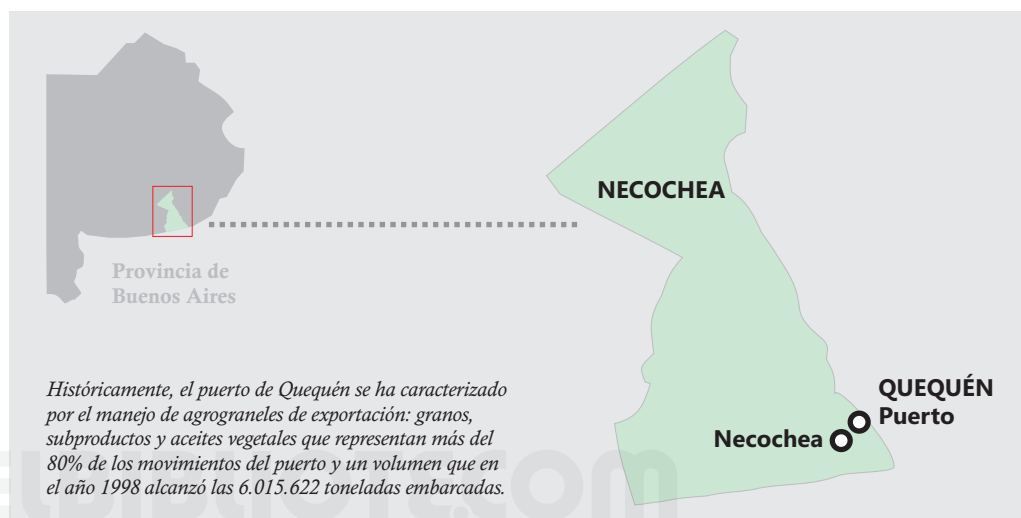 NECOCHEA
Provincia de
Buenos Aires
Históricamente, el puerto de Quequén se ha caracterizado
por el manejo de agrograneles de exportación: granos,
subproductos y aceites vegetales que representan más del
80% de los movimientos del puerto y un volumen que en
el año 1998 alcanzó las 6.015.622 toneladas embarcadas.
QUEQUÉN
Puerto
Necochea
ELBIBLIOTE.COM